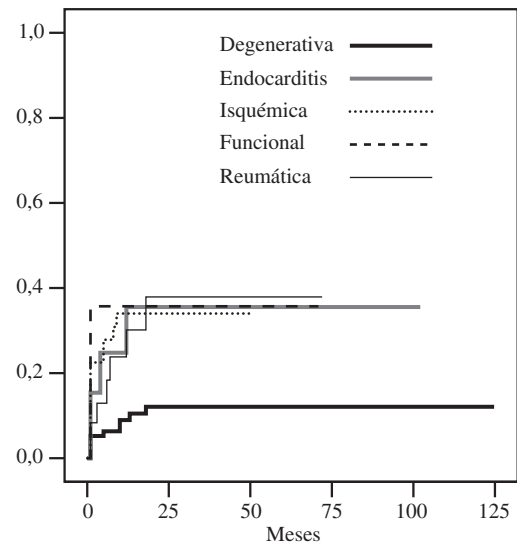 1,0
0,8
0,6
0,4
0,2
0,0
Degenerativa
Endocarditis
Isquémica
Funcional
Reumática
0 25 50 75 100 125
Meses